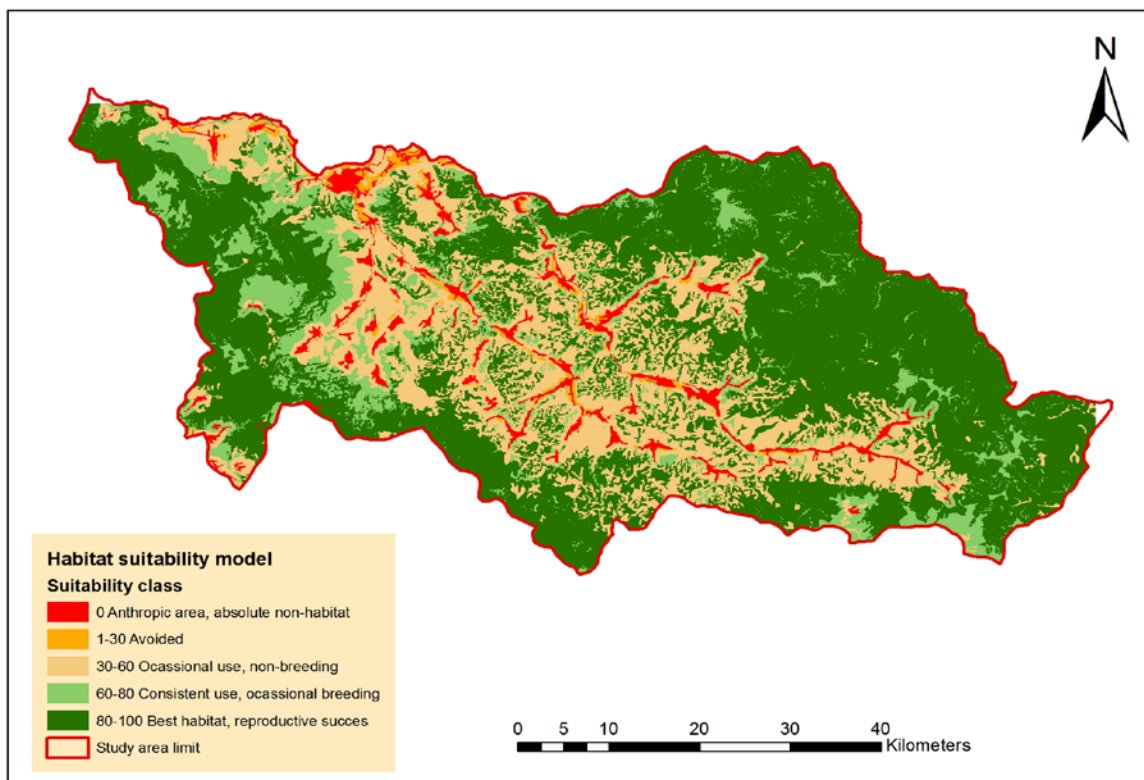 N
Habitat suitability model
Suitability class
0 Anthropic area, absolute non-habitat
1-30 Avoided
30-60 Ocassional use, non-breeding
60-80 Consistent use, ocassional breeding
80-100 Best habitat, reproductive succes
Study area limit
0 5 10 20 30 40
Kilometers